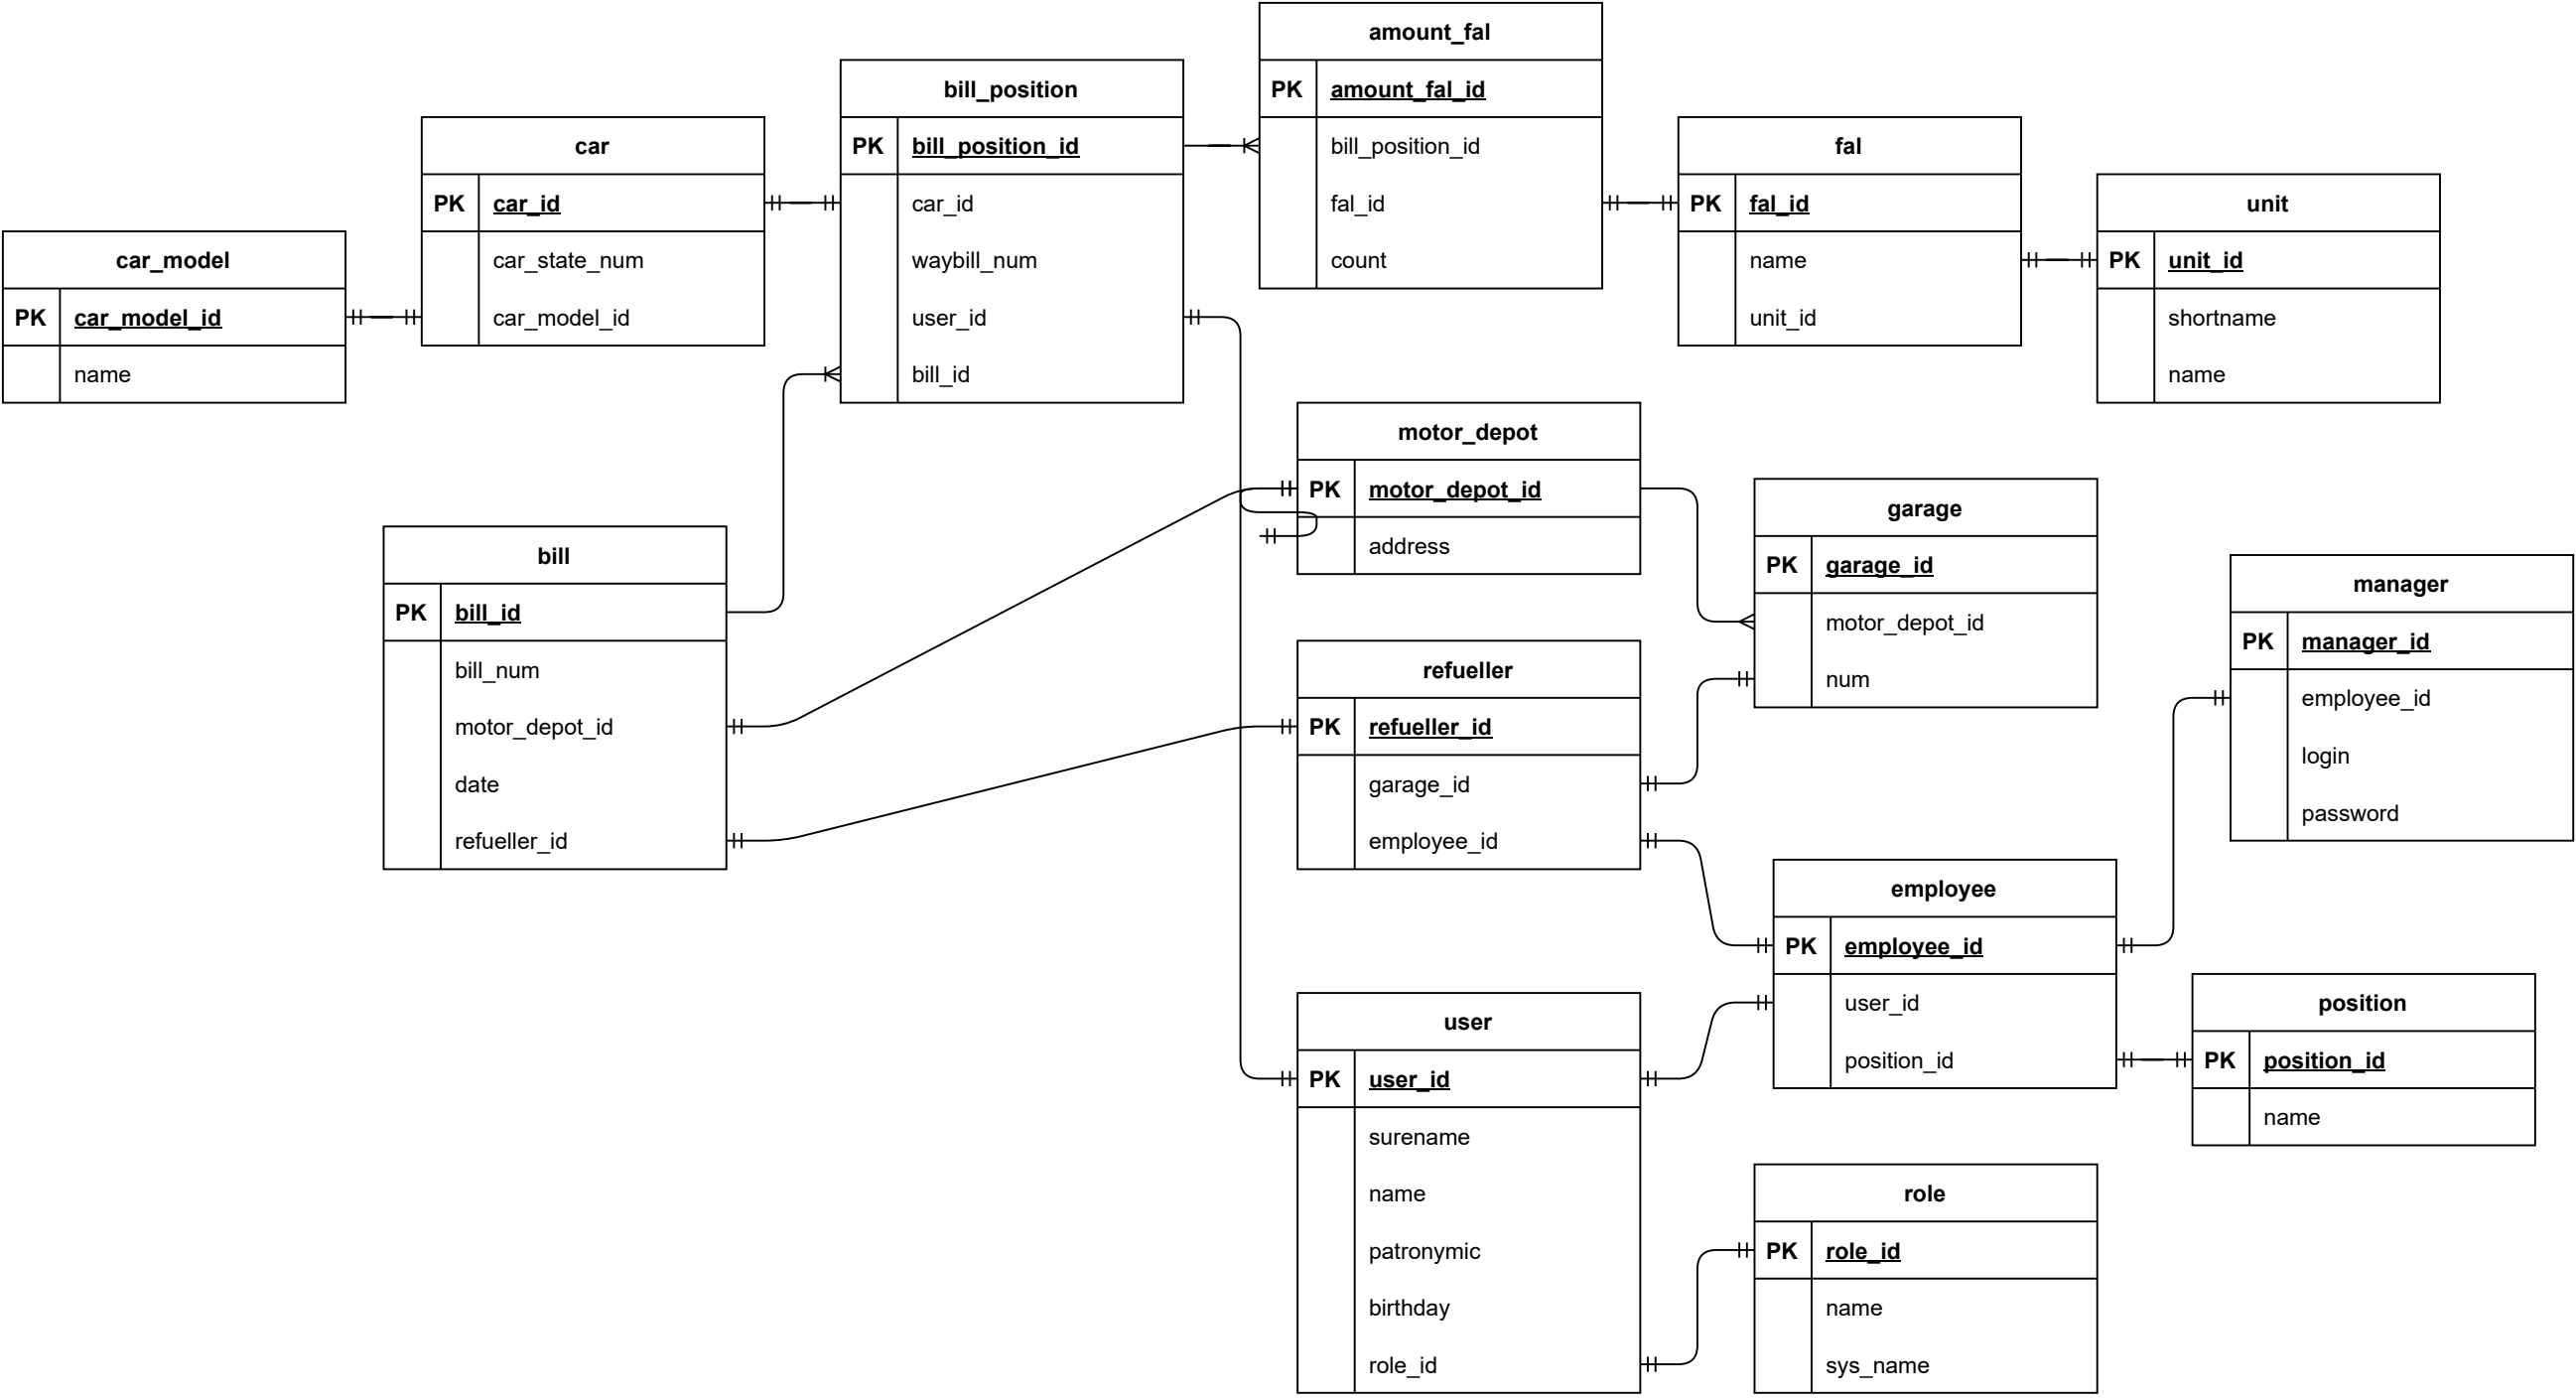 amount_fal
PK amount_fal_id
bill_position_id
fal_id
count
bill_position
PK bill_position_id
car_id
waybill_num
user_id
bill_id
car
PK car_id
car_state_num
car_model_id
car_model
PK car_model_id
name
fal
PK fal_id
name
unit_id
unit
PK unit_id
shortname
name
motor_depot
PK motor_depot_id
address
garage
PK garage_id
motor_depot_id
num
bill
PK bill_id
bill_num
motor_depot_id
date
refueller_id
refueller
PK refueller_id
garage_id
employee_id
manager
PK manager_id
employee_id
login
password
employee
PK employee_id
user_id
position_id
position
PK position_id
name
user
PK user_id
surename
name
patronymic
birthday
role_id
role
PK role_id
name
sys_name